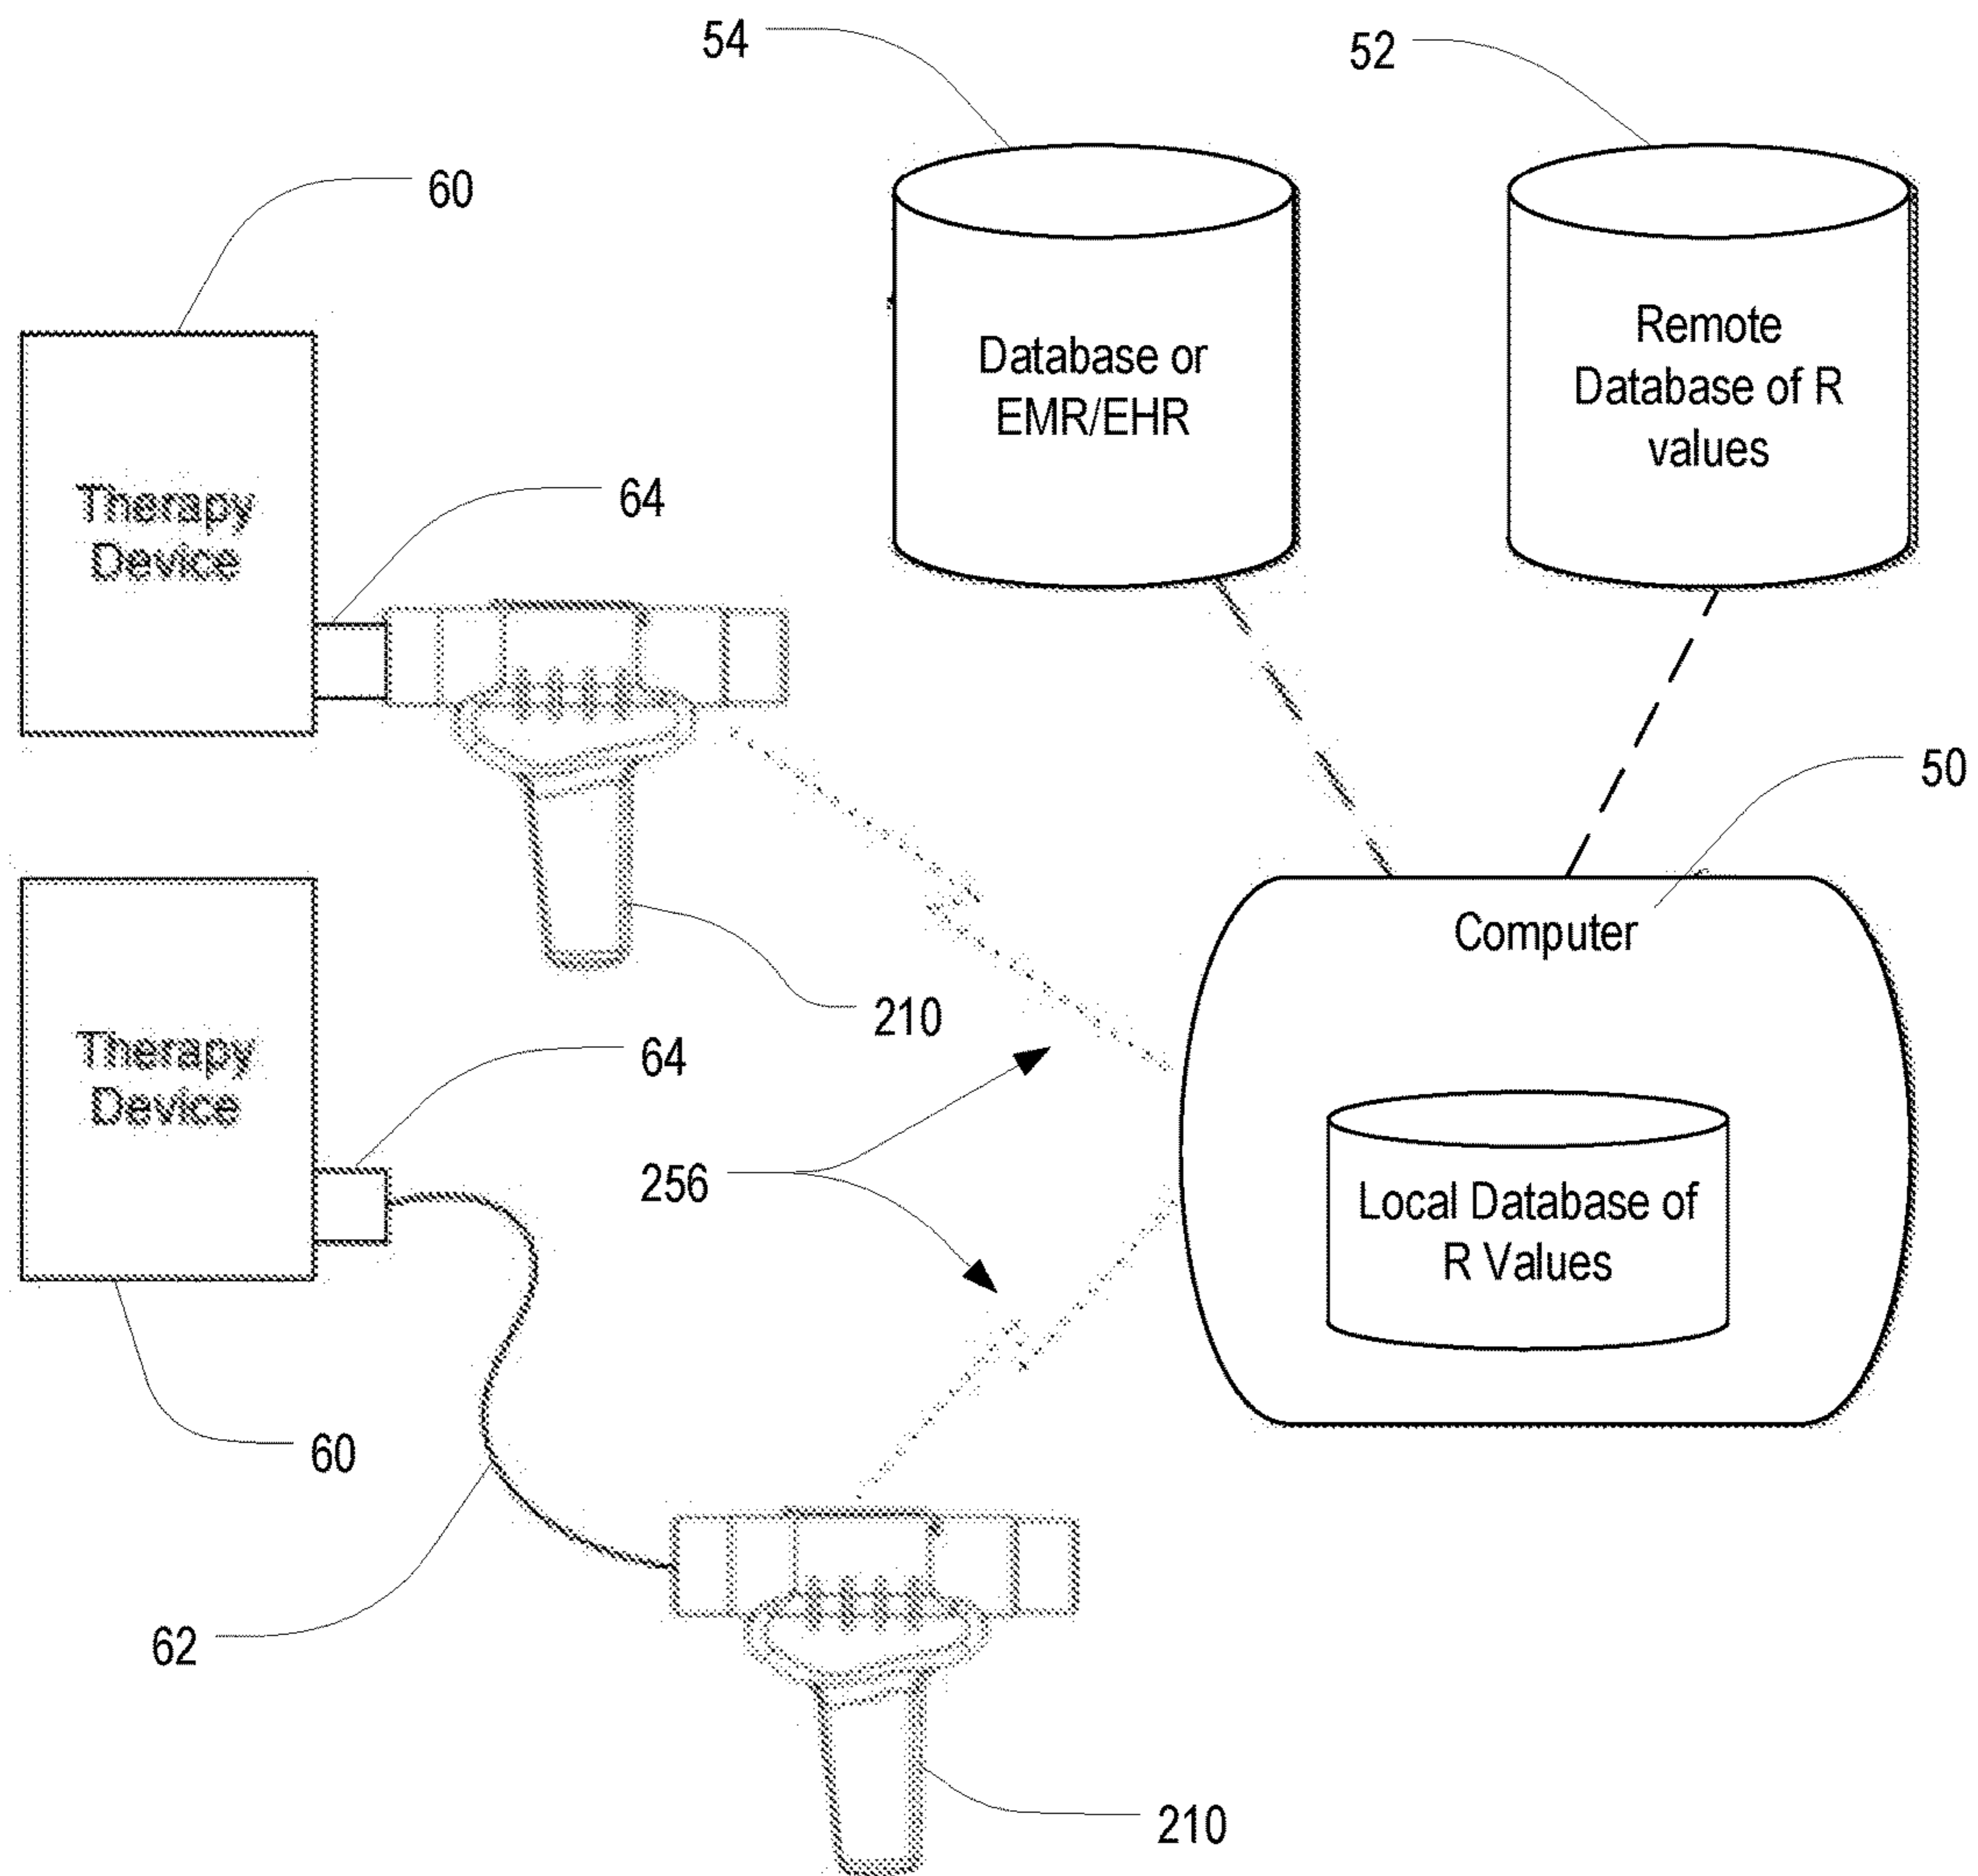 54
52
60
Database or
EMR/EHR
Remote
Database of R
values
Therapy
Device
64
50
Computer
210
Therapy
Device
64
256
Local Database of
R Values
60
62
210